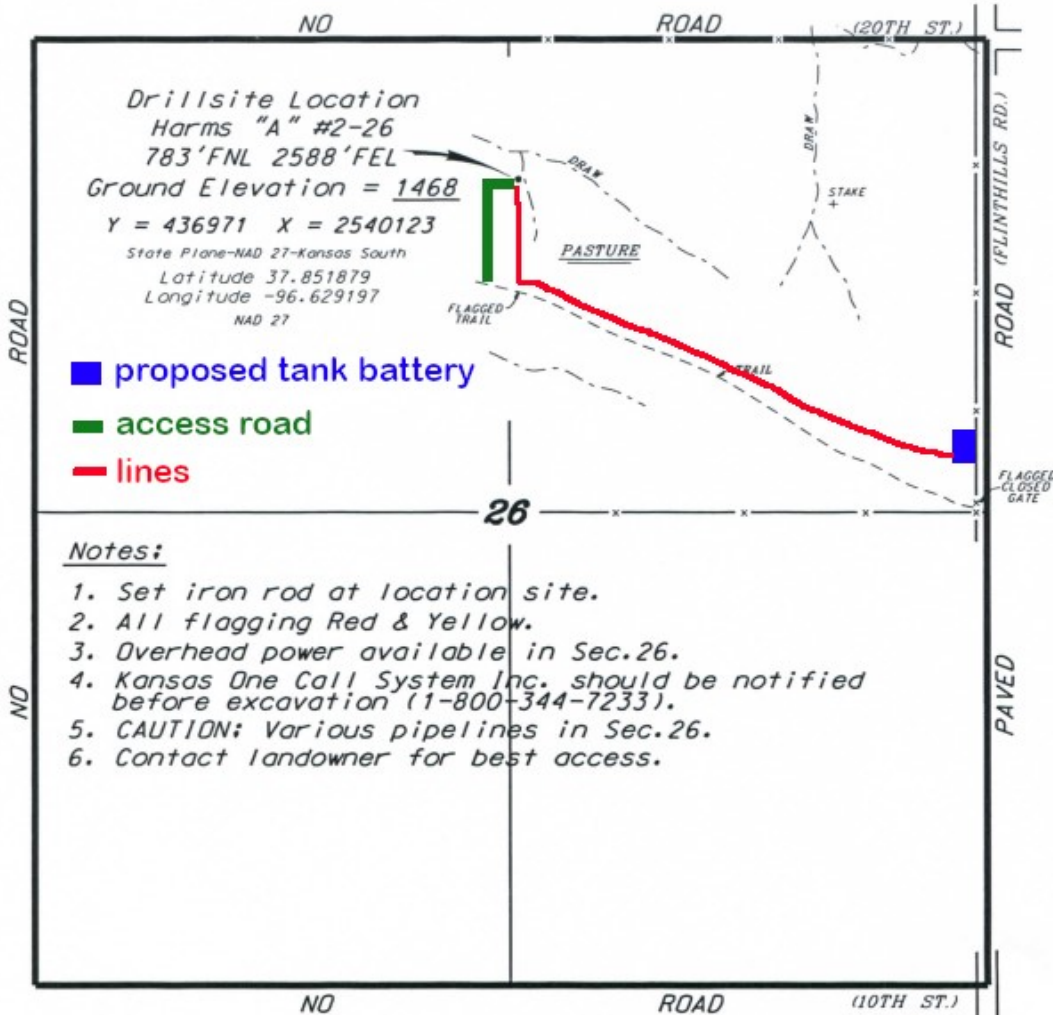 NO ROAD (20TH ST.)
Drillsite Location
Harms "A" #2-26
783'FNL 2588'FEL
Ground Elevation = 1468
Y = 436971 X = 2540123
State Plane-NAD 27-Kansas South
Latitude 37.851879
Longitude -96.629197
NAD 27
DRAW
DRAW
STAKE
PASTURE
FLAGGED
TRAIL
TRAIL
ROAD
ROAD (FLINTHILLS RD.)
proposed tank battery
access road
lines
FLAGGED
CLOSED
GATE
26
Notes:
1. Set iron rod at location site.
2. All flagging Red & Yellow.
3. Overhead power available in Sec.26.
4. Kansas One Call System Inc. should be notified
before excavation (1-800-344-7233).
5. CAUTION: Various pipelines in Sec.26.
6. Contact landowner for best access.
NO
PAVED
NO ROAD (10TH ST.)